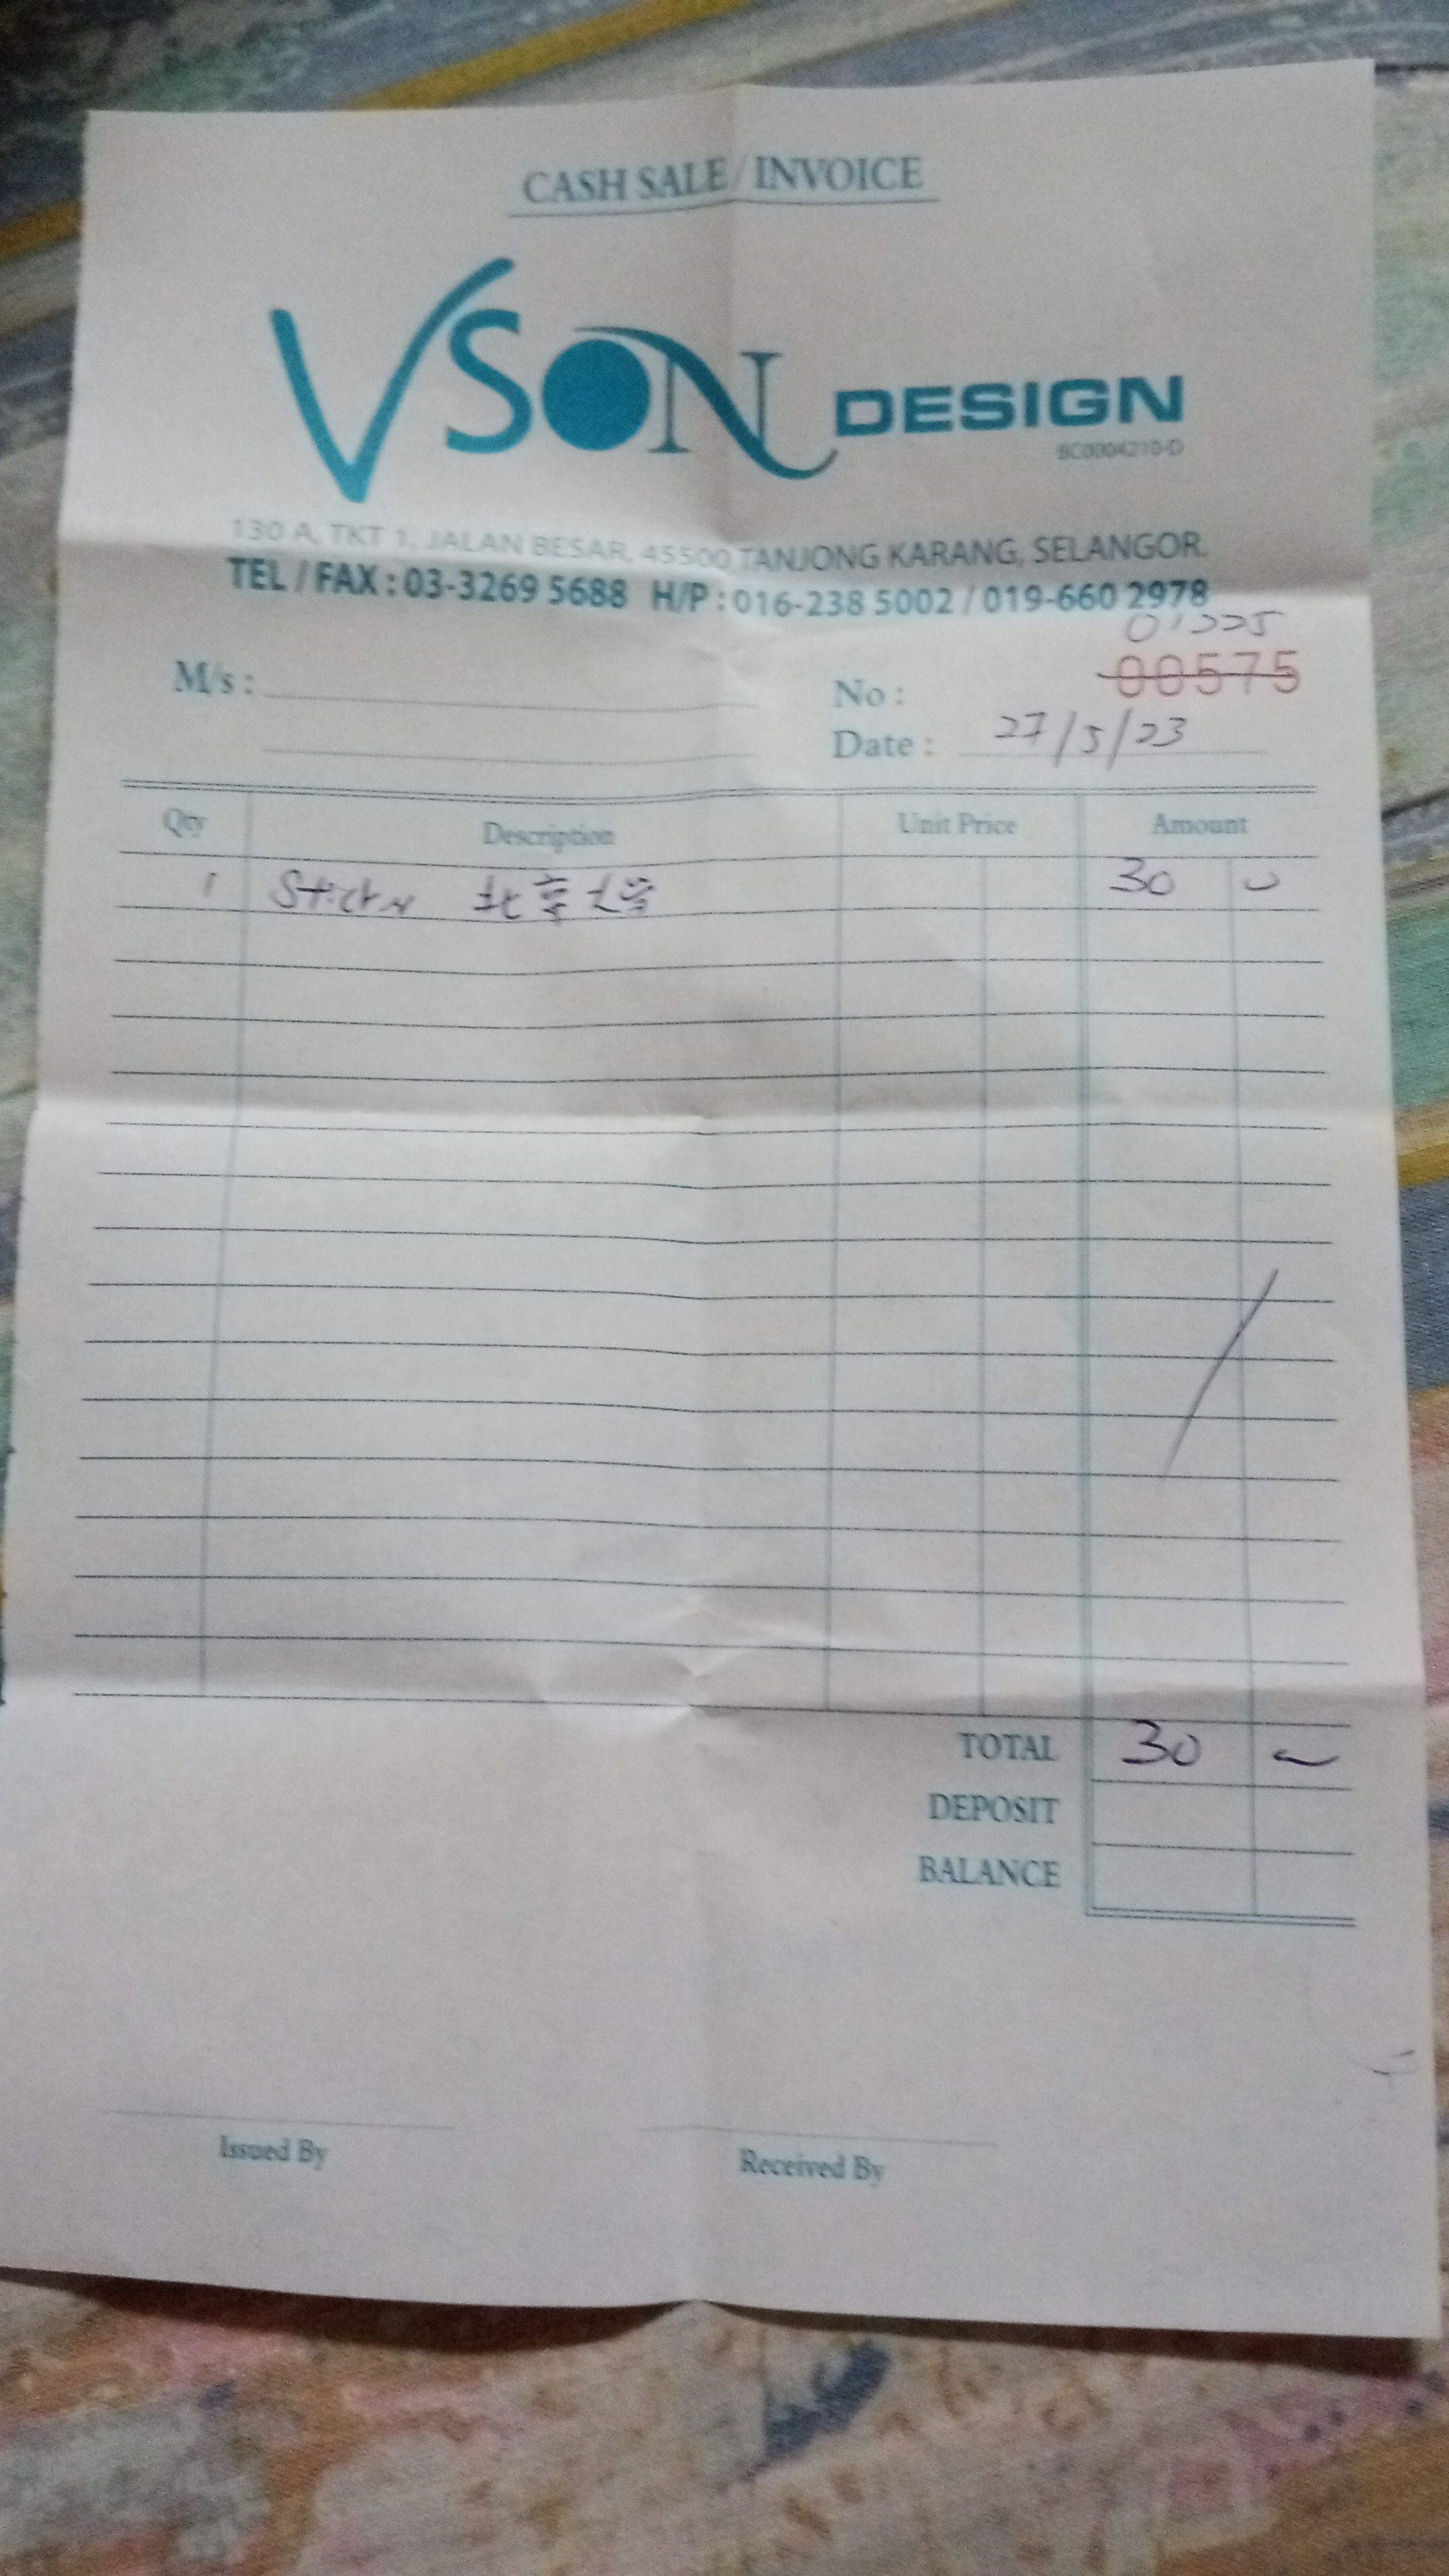 CASH SALE / INVOICE
VSON DESIGN
BC0004210-D
130 A, TKT 1, JALAN BESAR, 45500 TANJONG KARANG, SELANGOR.
TEL / FAX : 03-3269 5688 H/P : 016-238 5002 / 019-660 2978
M/s : No : 00575
Date : 27/5/23
Qty Description Unit Price Amount
1 Sticker 北京大学 30
TOTAL 30
DEPOSIT
BALANCE
Issued By Received By